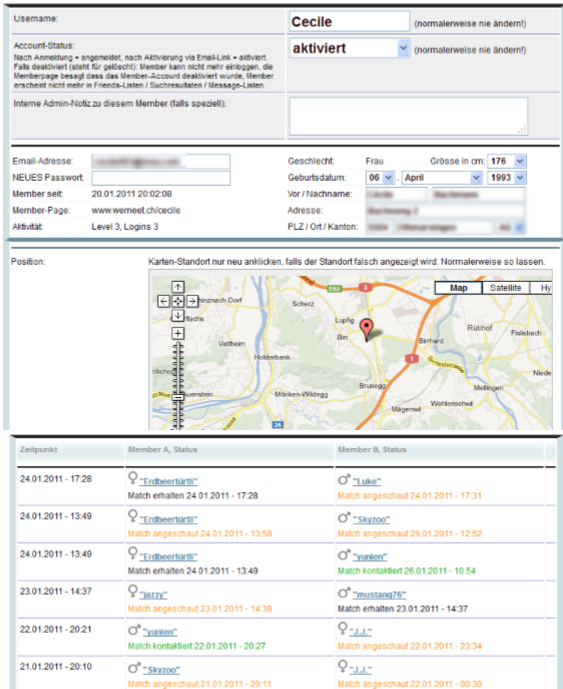 Username:
Cecile (normalerweise nie ändern!)
Account-Status:
aktiviert (normalerweise nie ändern!)
Nach Anmeldung = angemeldet, nach Aktivierung via Email-Link = aktiviert.
Falls deaktiviert (steht für gelöscht): Member kann nicht mehr einloggen, die
Memberpage besagt dass das Member-Account deaktiviert wurde, Member
erscheint nicht mehr in Friends-Listen / Suchresultaten / Message-Listen.
Interne Admin-Notiz zu diesem Member (falls speziell):
Email-Adresse: Geschlecht: Frau Grösse in cm: 176
NEUES Passwort: Geburtsdatum: 06 . April 1993
Member seit: 20.01.2011 20:02:08 Vor / Nachname:
Member-Page: www.wemeet.ch/cecile Adresse:
Aktivität: Level 3, Logins 3 PLZ / Ort / Kanton:
Position: Karten-Standort nur neu anklicken, falls der Standort falsch angezeigt wird. Normalerweise so lassen.
Map Satellite Hy
E60 3
hinznach-Dorf Scherz
Lupfig
Rütihof Fislisbach
Veltheim Birr Birrhard
Holderbank 1
Niede
Brunegg Mellingen
Möriken-Wildegg
Wohlenschwil
Mägenwil
26
Zeitpunkt Member A, Status Member B, Status
24.01.2011 - 17:28 "Erdbeertürtli" "Luke"
Match erhalten 24.01.2011 - 17:28 Match angeschaut 24.01.2011 - 17:31
24.01.2011 - 13:49 "Erdbeertürtli" "Skyzoo"
Match angeschaut 24.01.2011 - 13:58 Match angeschaut 26.01.2011 - 12:52
24.01.2011 - 13:49 "Erdbeertürtli" "yunien"
Match erhalten 24.01.2011 - 13:49 Match kontaktiert 26.01.2011 - 10:54
23.01.2011 - 14:37 "jazzy" "mustang76"
Match angeschaut 23.01.2011 - 14:38 Match erhalten 23.01.2011 - 14:37
22.01.2011 - 20:21 "yunien" "J.J."
Match kontaktiert 22.01.2011 - 20:27 Match angeschaut 22.01.2011 - 23:34
21.01.2011 - 20:10 "Skyzoo" "J.J."
Match angeschaut 21.01.2011 - 20:11 Match angeschaut 22.01.2011 - 00:30